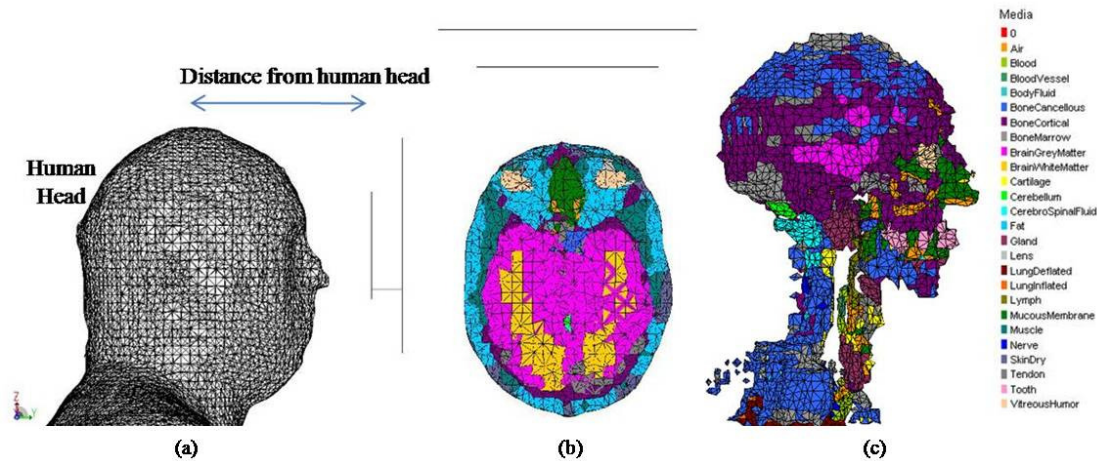 Distance from human head
Human
Head
Z
Y
(a)
(b)
(c)
Media
0
Air
Blood
BloodVessel
BodyFluid
BoneCancellous
BoneCortical
BoneMarrow
BrainGreyMatter
BrainWhiteMatter
Cartilage
Cerebellum
CerebroSpinalFluid
Fat
Gland
Lens
LungDeflated
LungInflated
Lymph
MucousMembrane
Muscle
Nerve
SkinDry
Tendon
Tooth
VitreousHumor